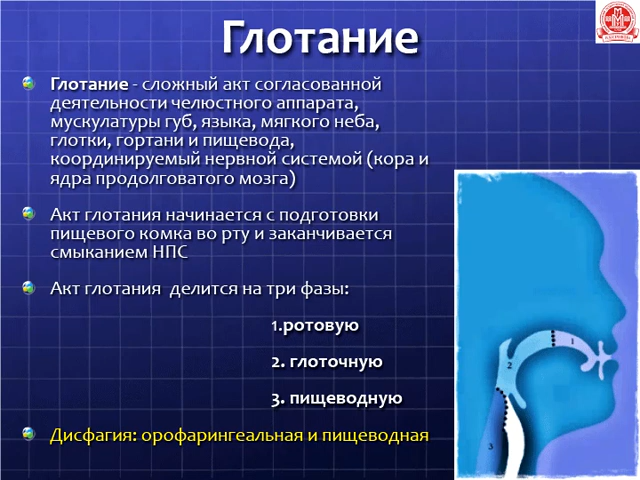 Глотание
Глотание - сложный акт согласованной
деятельности челюстного аппарата,
мускулатуры губ, языка, мягкого неба,
глотки, гортани и пищевода,
координируемый нервной системой (кора и
ядра продолговатого мозга)
Акт глотания начинается с подготовки
пищевого комка во рту и заканчивается
смыканием НПС
Акт глотания делится на три фазы:
1.ротовую
2. глоточную
3. пищеводную
Дисфагия: орофарингеальная и пищеводная
1
2
3